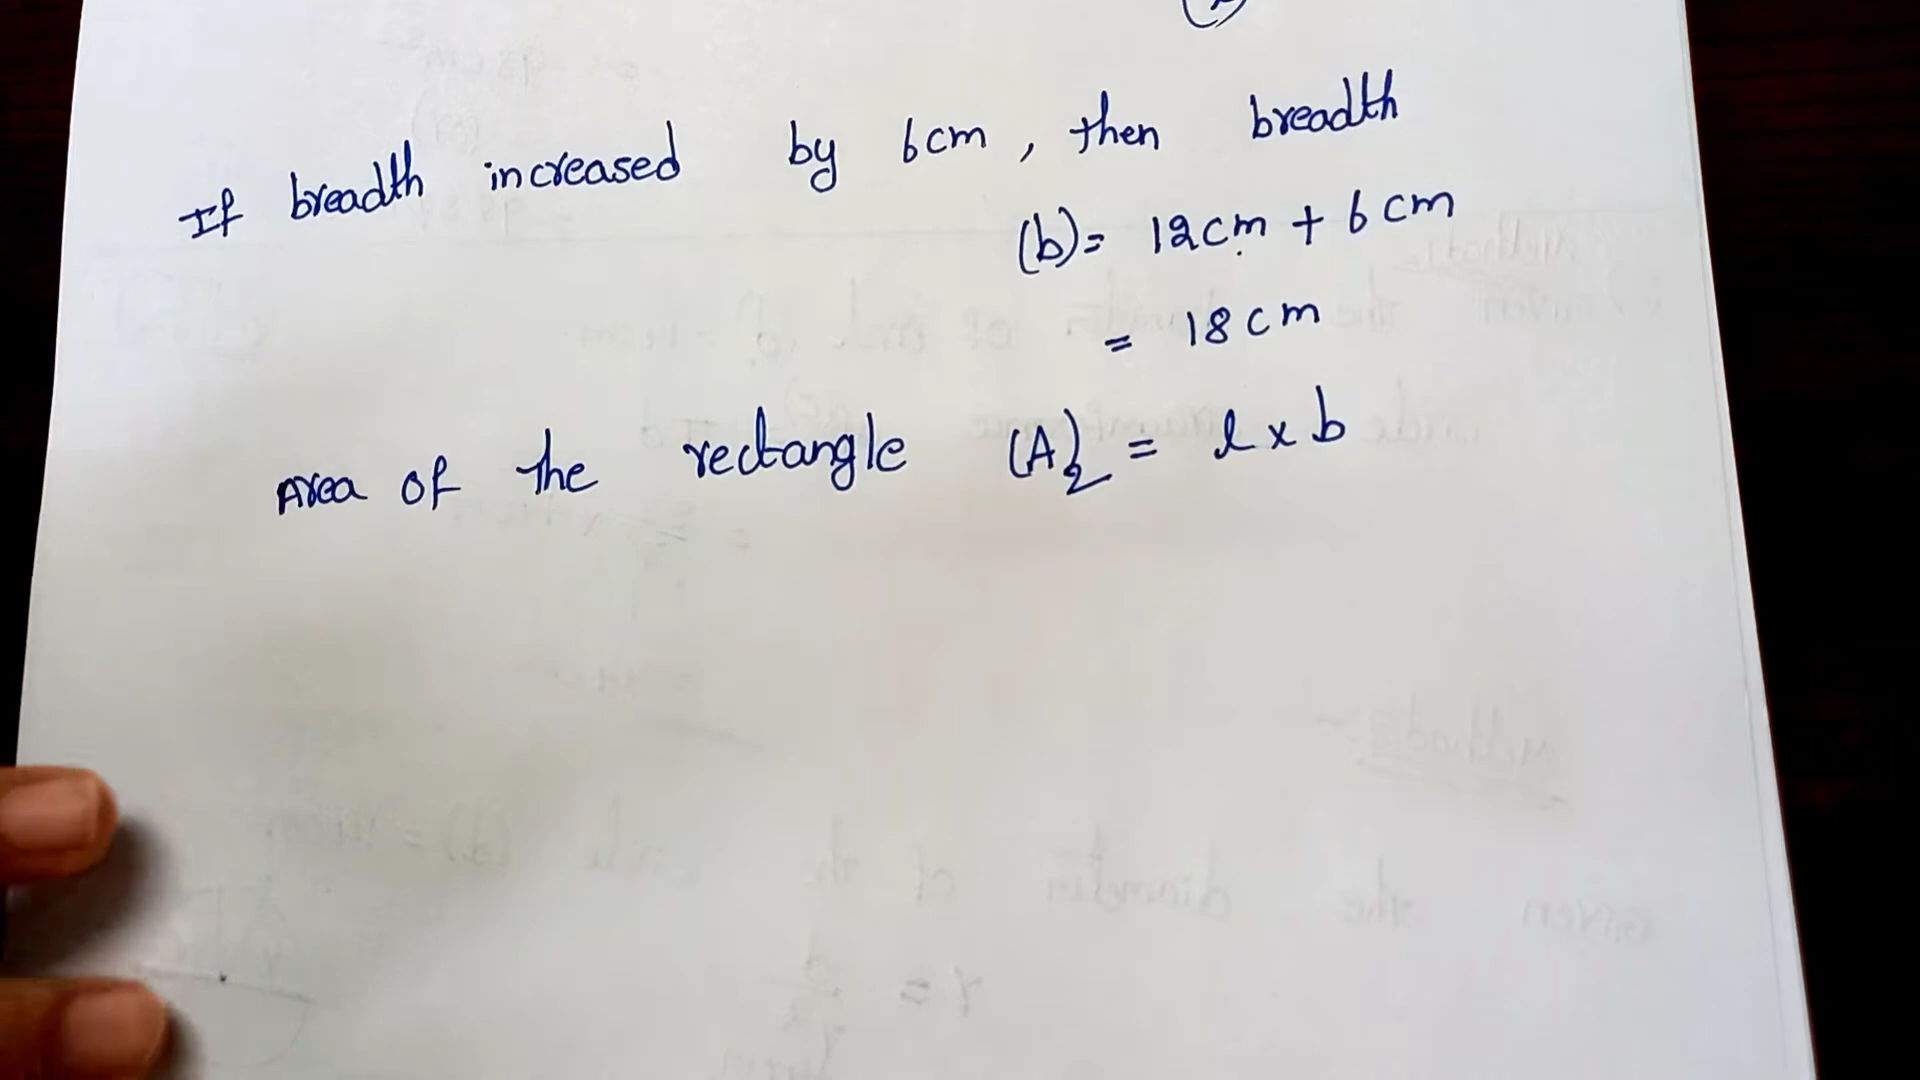 If breadth increased by 6cm, then breadth
(b)= 12cm + 6cm
= 18cm
Area of the rectangle (A)₂ = l x b